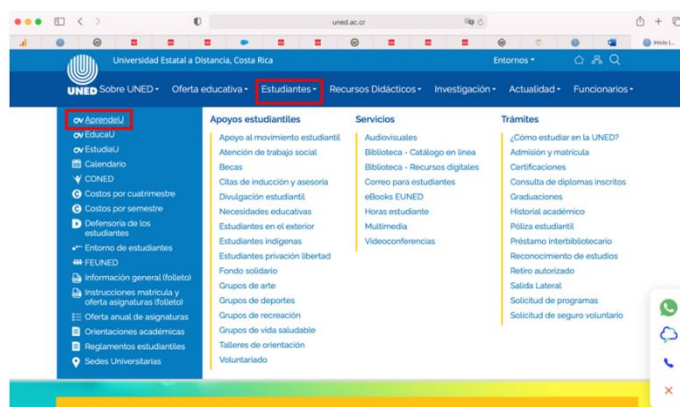 uned.ac.cr
Inicio |...
Universidad Estatal a Distancia, Costa Rica
Entornos
UNED
Sobre UNED
Oferta educativa
Estudiantes
Recursos Didácticos
Investigación
Actualidad
Funcionarios
AprendeU
EducaU
EstudiaU
Calendario
CONED
Costos por cuatrimestre
Costos por semestre
Defensoría de los
estudiantes
Entorno de estudiantes
FEUNED
Información general (folleto)
Instrucciones matrícula y
oferta asignaturas (folleto)
Oferta anual de asignaturas
Orientaciones académicas
Reglamentos estudiantiles
Sedes Universitarias
Apoyos estudiantiles
Apoyo al movimiento estudiantil
Atención de trabajo social
Becas
Citas de inducción y asesoría
Divulgación estudiantil
Necesidades educativas
Estudiantes en el exterior
Estudiantes indígenas
Estudiantes privación libertad
Fondo solidario
Grupos de arte
Grupos de deportes
Grupos de recreación
Grupos de vida saludable
Talleres de orientación
Voluntariado
Servicios
Audiovisuales
Biblioteca - Catálogo en línea
Biblioteca - Recursos digitales
Correo para estudiantes
eBooks EUNED
Horas estudiante
Multimedia
Videoconferencias
Trámites
¿Cómo estudiar en la UNED?
Admisión y matrícula
Certificaciones
Consulta de diplomas inscritos
Graduaciones
Historial académico
Póliza estudiantil
Préstamo interbibliotecario
Reconocimiento de estudios
Retiro autorizado
Salida Lateral
Solicitud de programas
Solicitud de seguro voluntario